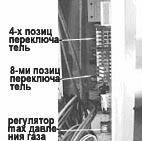 4-х позиц
переключа-
тель
8-ми позиц
переключа-
тель
регулятор
max давле-
ния газа